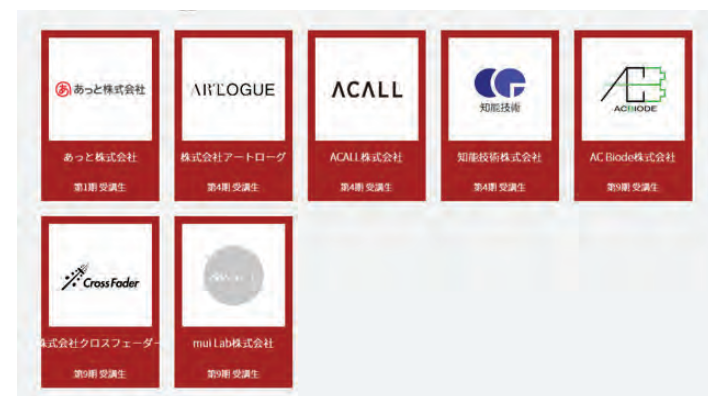 あ あっと株式会社
あっと株式会社
第1期 受講生
ARTLOGUE
株式会社アートローグ
第4期 受講生
ACALL
ACALL株式会社
第4期 受講生
知能技術
知能技術株式会社
第4期 受講生
ACBIODE
AC Biode株式会社
第9期 受講生
CrossFader
株式会社クロスフェーダー
第9期 受講生
mui Lab株式会社
第9期 受講生